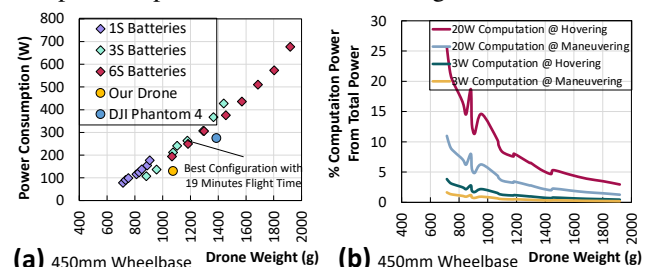 800
700
600
500
400
300
200
100
0
Power Consumption (W)
1S Batteries
3S Batteries
6S Batteries
Our Drone
DJI Phantom 4
Best Configuration with
19 Minutes Flight Time
400
600
800
1000
1200
1400
1600
1800
2000
(a) 450mm Wheelbase Drone Weight (g)
30
25
20
15
10
5
0
% Computaiton Power
From Total Power
20W Computation @ Hovering
20W Computation @ Maneuvering
3W Computation @ Hovering
3W Computation @ Maneuvering
400
600
800
1000
1200
1400
1600
1800
2000
(b) 450mm Wheelbase Drone Weight (g)